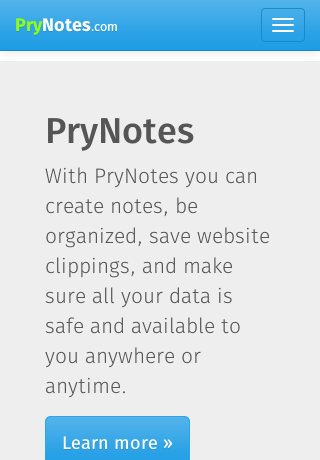 PryNotes.com
PryNotes
With PryNotes you can
create notes, be
organized, save website
clippings, and make
sure all your data is
safe and available to
you anywhere or
anytime.
Learn more »